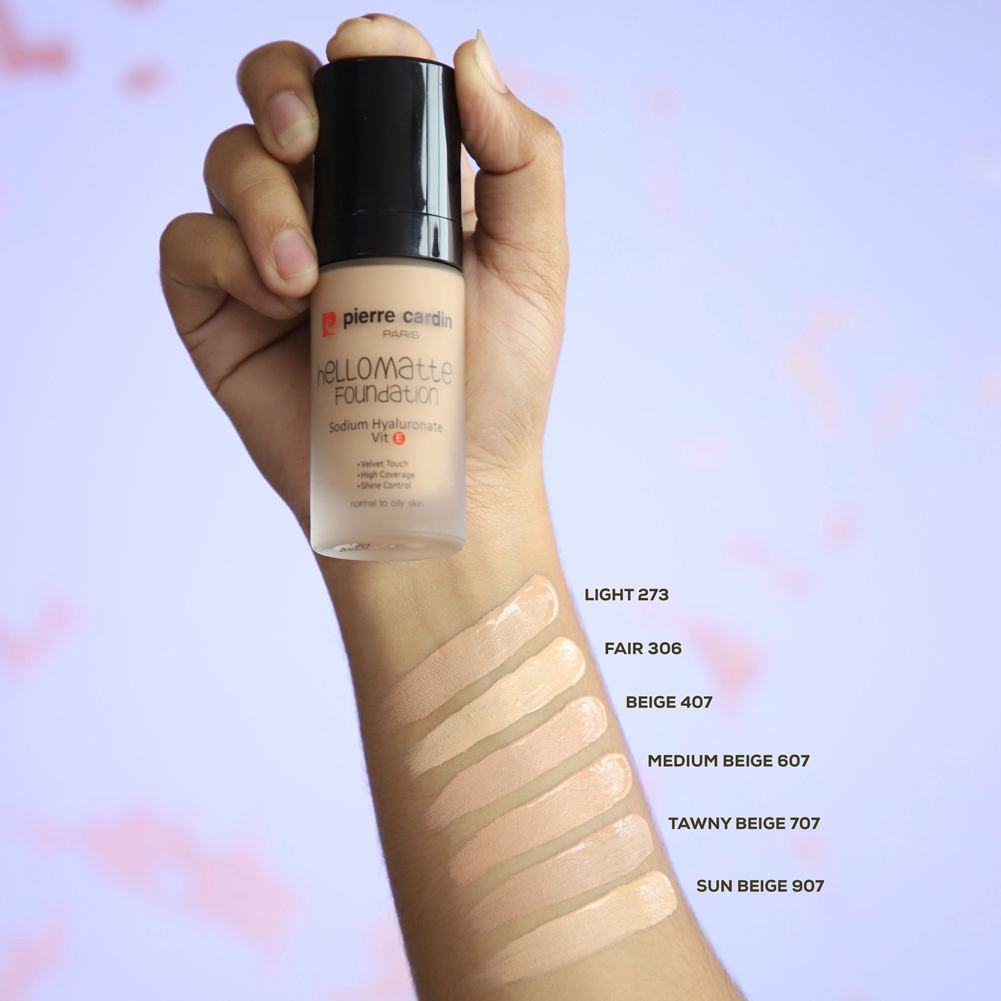 pierre cardin
PARIS
heLLOMatte
FOUNdatiON
Sodium Hyaluronate
Vit E
•Velvet Touch
•High Coverage
•Shine Control
normal to oily skin
LIGHT 273
FAIR 306
BEIGE 407
MEDIUM BEIGE 607
TAWNY BEIGE 707
SUN BEIGE 907